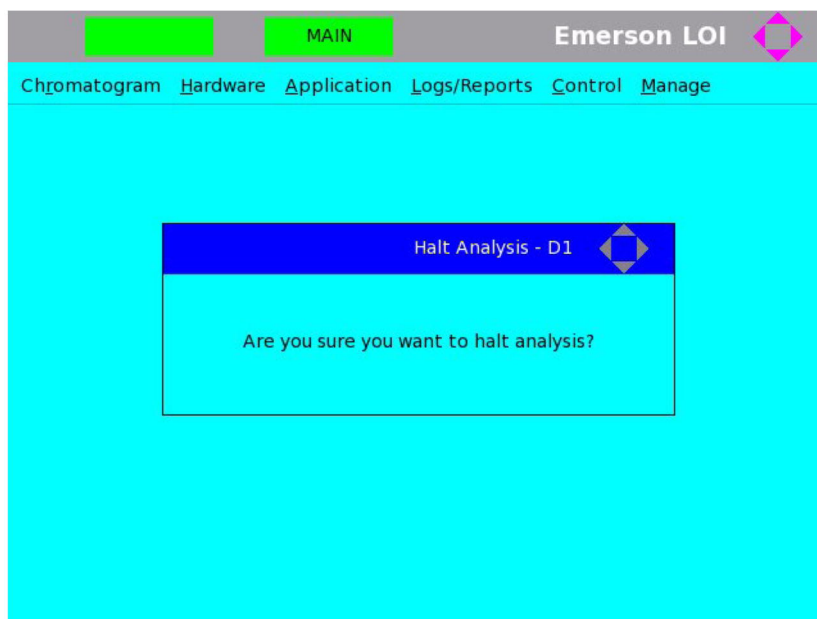 MAIN
Emerson LOI
Chromatogram Hardware Application Logs/Reports Control Manage
Halt Analysis - D1
Are you sure you want to halt analysis?